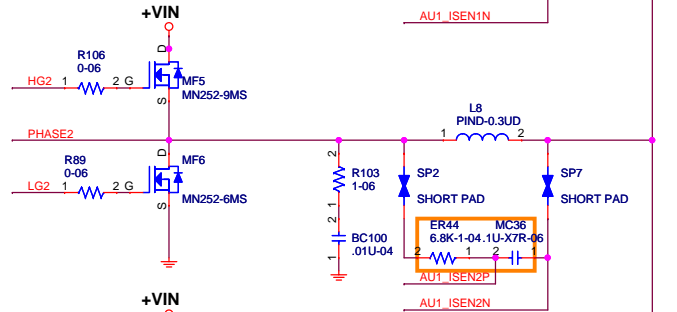 +VIN
AU1_ISEN1N
D
R106
0-06
HG2 1 2 G
MF5
MN252-9MS
S
L8
PIND-0.3UD
PHASE2
1 2
D
R89
0-06
LG2 1 2 G
MF6
MN252-6MS
S
2
R103
1-06
1
2
BC100
.01U-04
1
SP2
SHORT PAD
SP7
SHORT PAD
ER44 MC36
6.8K-1-04 .1U-X7R-06
2 1 2 1
AU1_ISEN2P
AU1_ISEN2N
+VIN